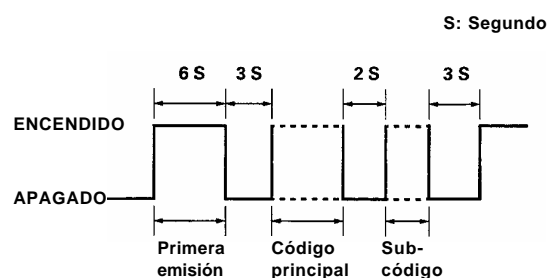 S: Segundo
6 S 3 S 2 S 3 S
ENCENDIDO
APAGADO
Primera emisión
Código principal
Sub-código